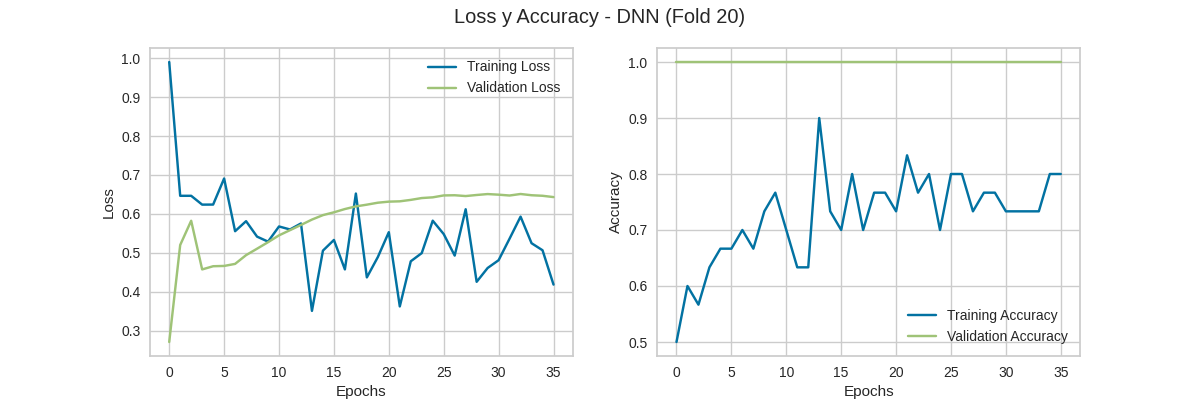 Loss y Accuracy - DNN (Fold 20)
Loss
1.0
0.9
0.8
0.7
0.6
0.5
0.4
0.3
Training Loss
Validation Loss
0 5 10 15 20 25 30 35
Epochs
Accuracy
1.0
0.9
0.8
0.7
0.6
0.5
Training Accuracy
Validation Accuracy
0 5 10 15 20 25 30 35
Epochs